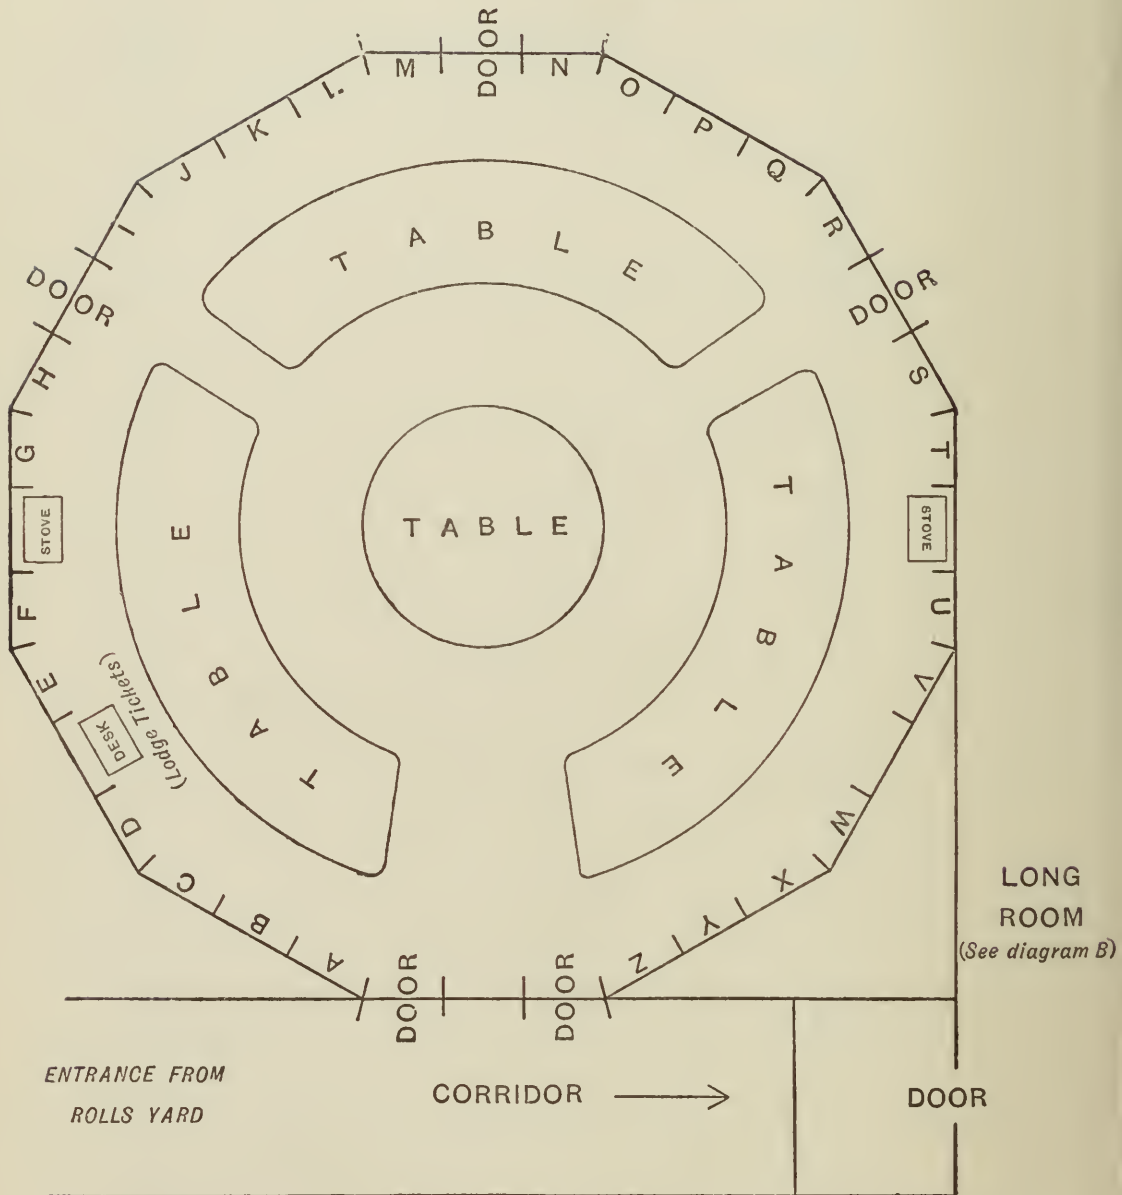 DOOR
M
N
L
O
K
P
J
Q
I
R
TABLE
DOOR
DOOR
H
S
G
T
STOVE
STOVE
TABLE
TABLE
TABLE
F
U
E
V
DESK
(Lodge Tickets)
D
W
C
X
B
Y
A
Z
DOOR
DOOR
LONG
ROOM
(See diagram B)
ENTRANCE FROM
ROLLS YARD
CORRIDOR
DOOR